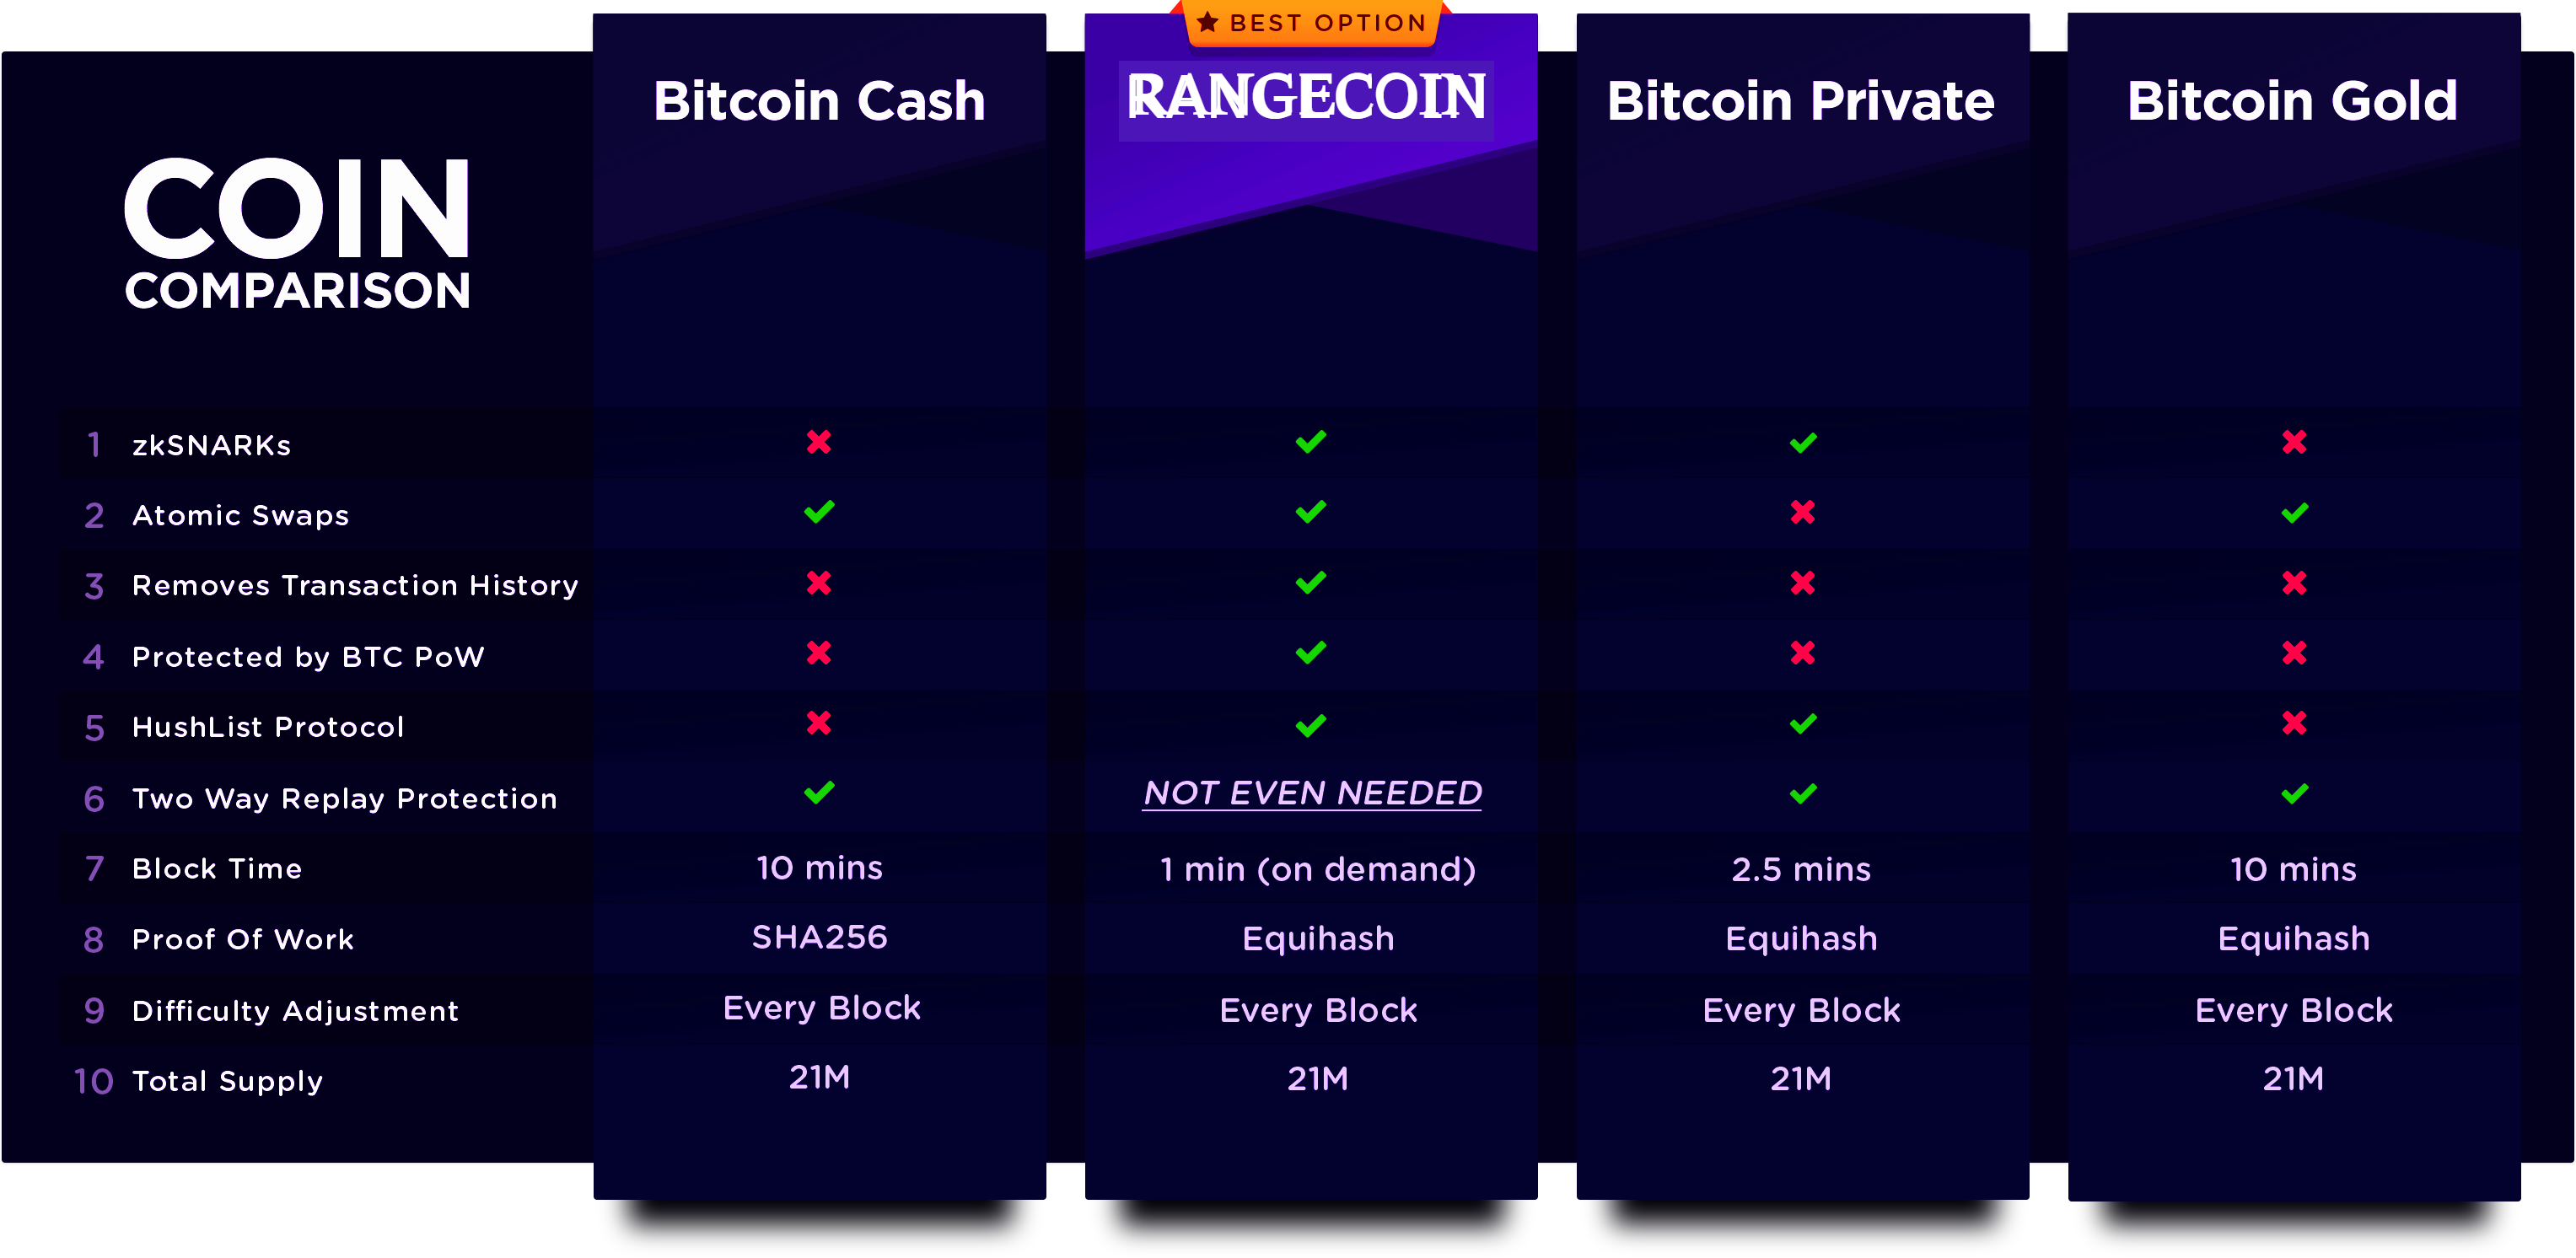 ★ BEST OPTION
Bitcoin Cash RANGECOIN Bitcoin Private Bitcoin Gold
COIN
COMPARISON
1 zkSNARKs ✖ ✔ ✔ ✖
2 Atomic Swaps ✔ ✔ ✖ ✔
3 Removes Transaction History ✖ ✔ ✖ ✖
4 Protected by BTC PoW ✖ ✔ ✖ ✖
5 HushList Protocol ✖ ✔ ✔ ✖
6 Two Way Replay Protection ✔ NOT EVEN NEEDED ✔ ✔
7 Block Time 10 mins 1 min (on demand) 2.5 mins 10 mins
8 Proof Of Work SHA256 Equihash Equihash Equihash
9 Difficulty Adjustment Every Block Every Block Every Block Every Block
10 Total Supply 21M 21M 21M 21M